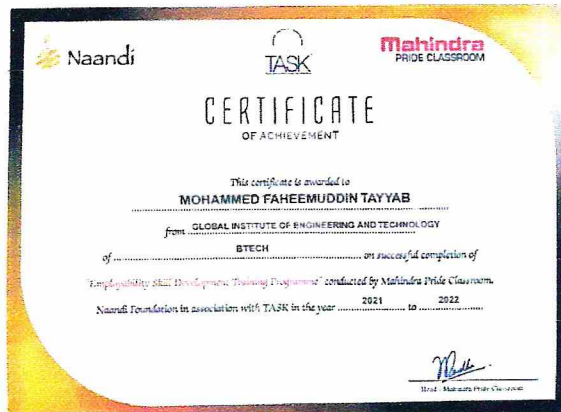 Naandi
TASK
Mahindra
PRIDE CLASSROOM
CERTIFICATE
OF ACHIEVEMENT
This certificate is awarded to
MOHAMMED FAHEEMUDDIN TAYYAB
from GLOBAL INSTITUTE OF ENGINEERING AND TECHNOLOGY
of BTECH on successful completion of
"Employability Skill Development Training Programme" conducted by Mahindra Pride Classroom,
Naandi Foundation in association with TASK in the year 2021 to 2022
Head - Mahindra Pride Classroom